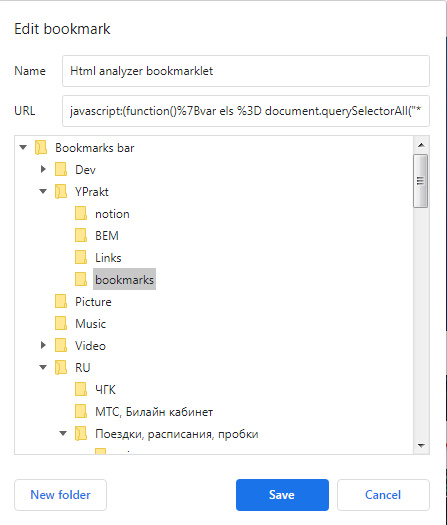 Edit bookmark
Name Html analyzer bookmarklet
URL javascript:(function()%7Bvar els %3D document.querySelectorAll("*
Bookmarks bar
Dev
YPrakt
notion
BEM
Links
bookmarks
Picture
Music
Video
RU
ЧГК
МТС, Билайн кабинет
Поездки, расписания, пробки
New folder Save Cancel